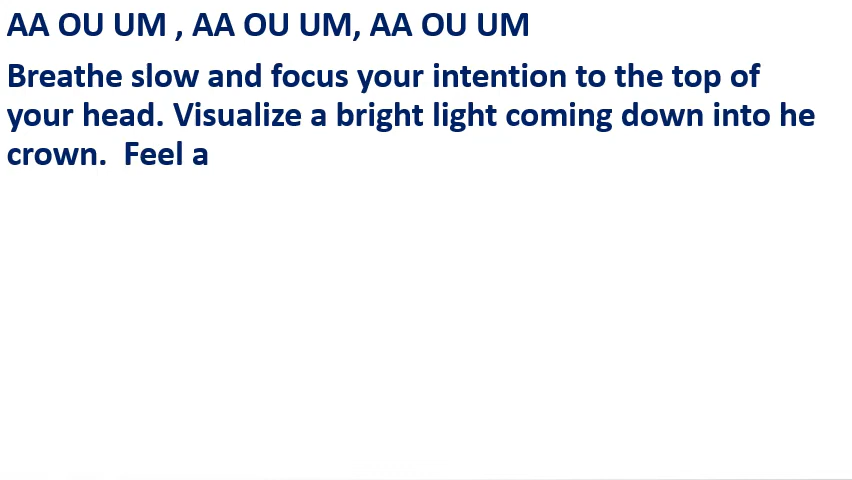 AA OU UM , AA OU UM, AA OU UM
Breathe slow and focus your intention to the top of
your head. Visualize a bright light coming down into he
crown.  Feel a